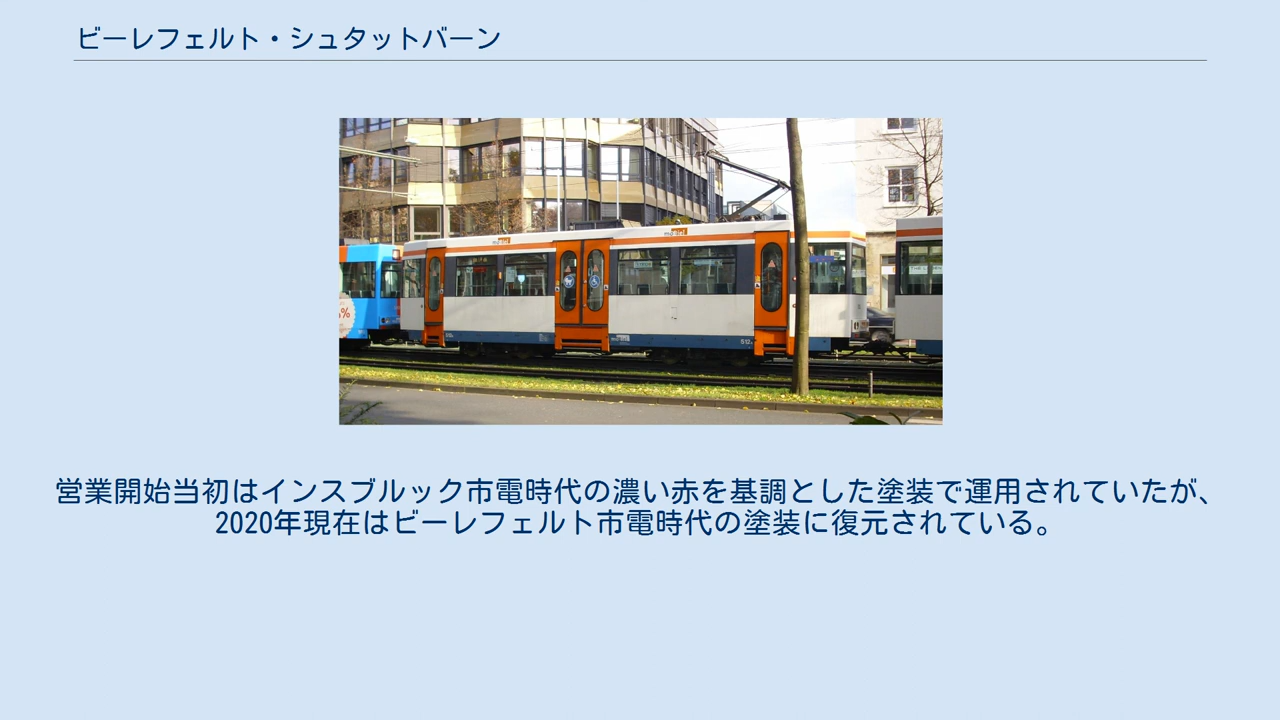 ビーレフェルト・シュタットバーン
営業開始当初はインスブルック市電時代の濃い赤を基調とした塗装で運用されていたが、
2020年現在はビーレフェルト市電時代の塗装に復元されている。